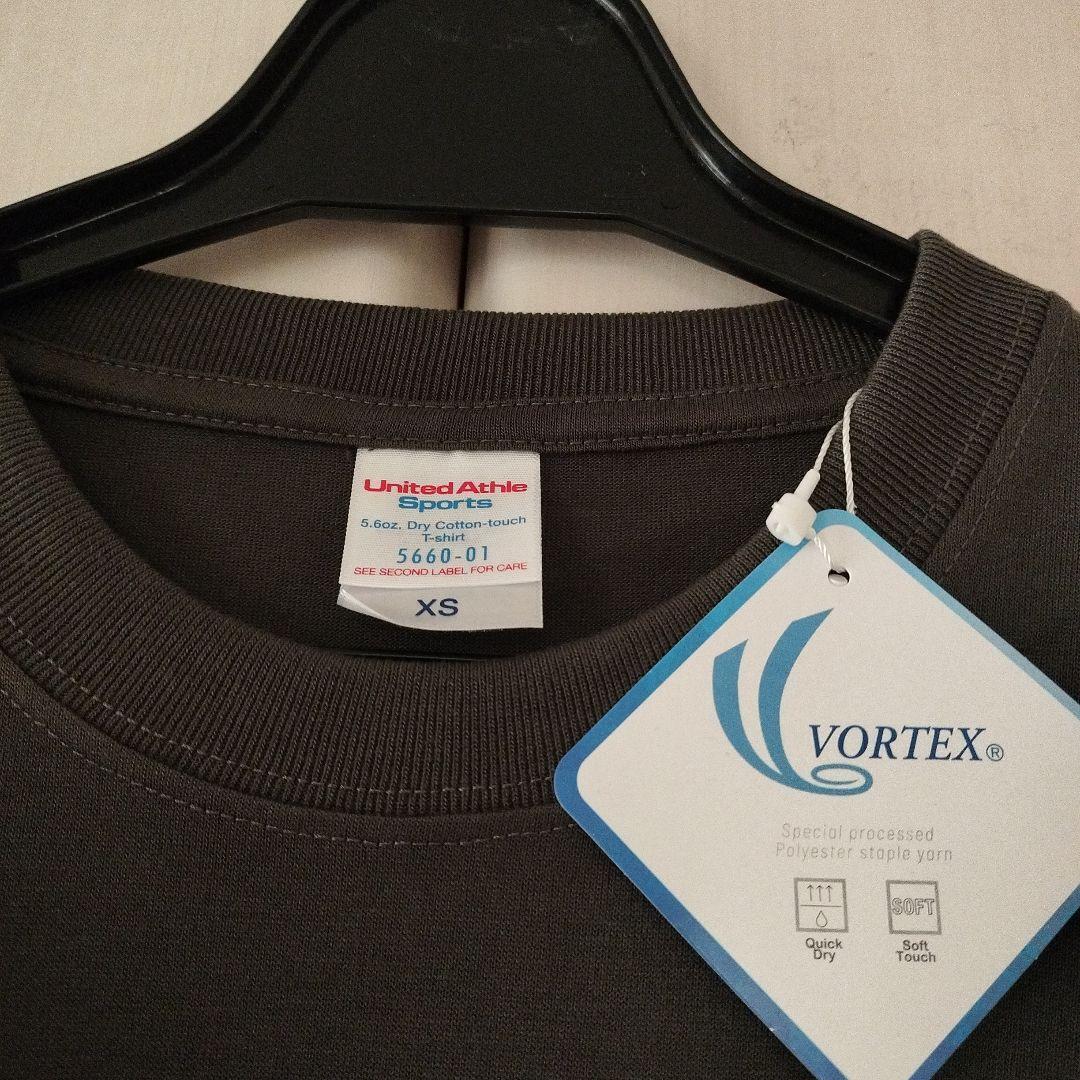 United Athle
Sports
5.6oz. Dry Cotton-touch
T-shirt
5660-01
SEE SECOND LABEL FOR CARE
XS
VORTEX®
Special processed
Polyester staple yarn
SOFT
Quick
Dry
Soft
Touch